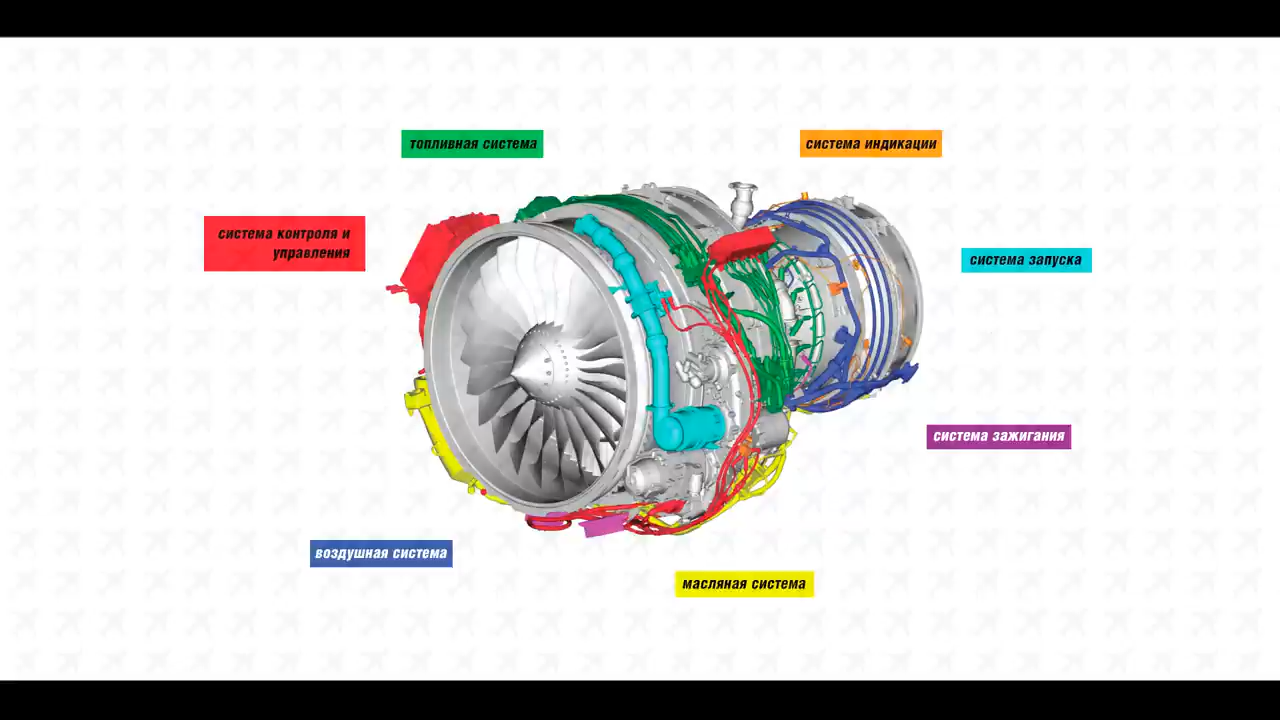 топливная система
система индикации
система контроля и
управления
система запуска
система зажигания
воздушная система
масляная система